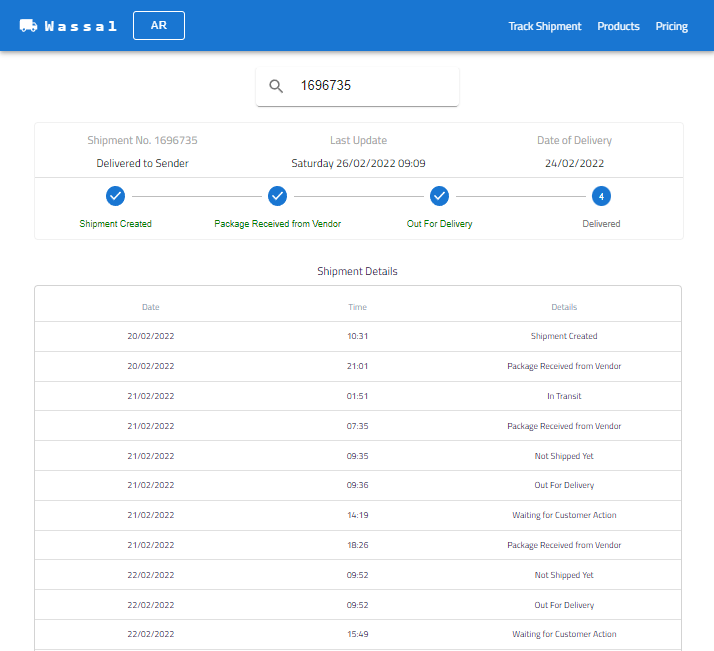 Wassal AR Track Shipment Products Pricing
1696735
Shipment No. 1696735 Last Update Date of Delivery
Delivered to Sender Saturday 26/02/2022 09:09 24/02/2022
4
Shipment Created Package Received from Vendor Out For Delivery Delivered
Shipment Details
Date Time Details
20/02/2022 10:31 Shipment Created
20/02/2022 21:01 Package Received from Vendor
21/02/2022 01:51 In Transit
21/02/2022 07:35 Package Received from Vendor
21/02/2022 09:35 Not Shipped Yet
21/02/2022 09:36 Out For Delivery
21/02/2022 14:19 Waiting for Customer Action
21/02/2022 18:26 Package Received from Vendor
22/02/2022 09:52 Not Shipped Yet
22/02/2022 09:52 Out For Delivery
22/02/2022 15:49 Waiting for Customer Action